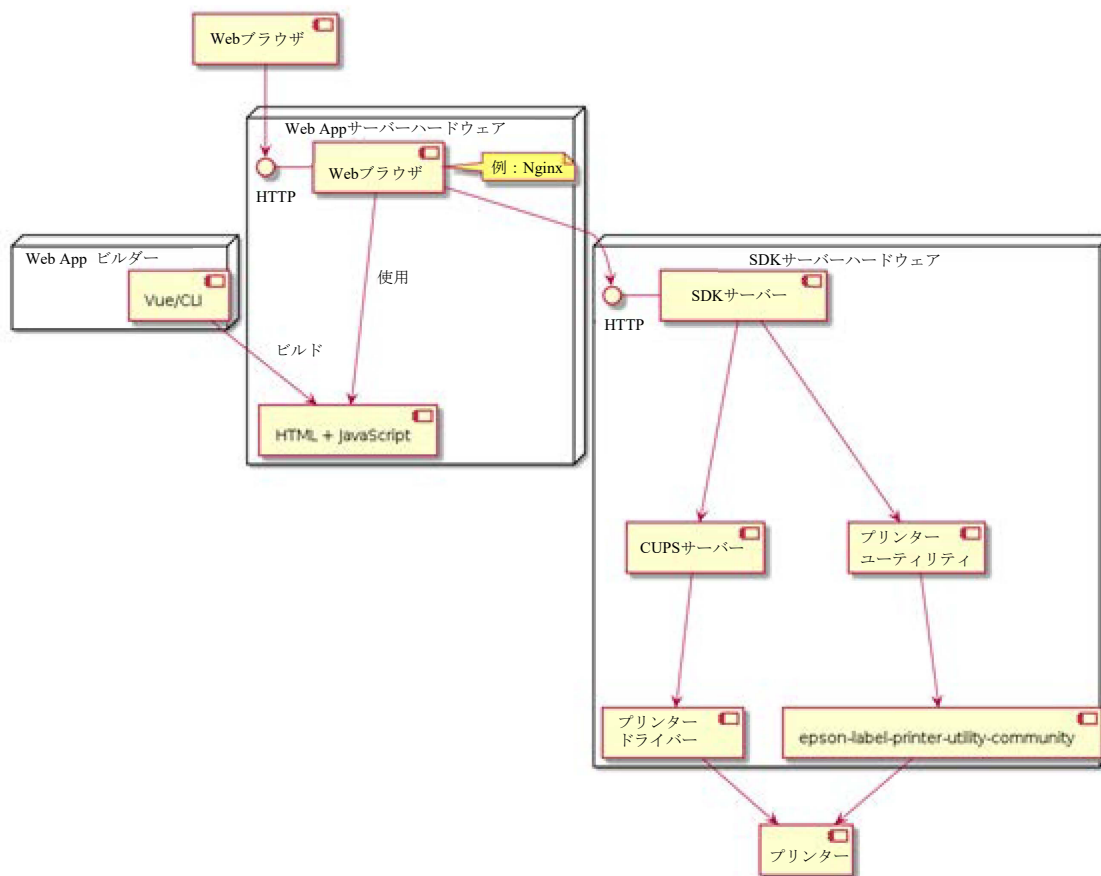 Webブラウザ
Web Appサーバーハードウェア
Webブラウザ
例：Nginx
HTTP
Web App ビルダー
Vue/CLI
使用
ビルド
HTML + JavaScript
SDKサーバーハードウェア
SDKサーバー
HTTP
CUPSサーバー
プリンター
ユーティリティ
プリンター
ドライバー
epson-label-printer-utility-community
プリンター